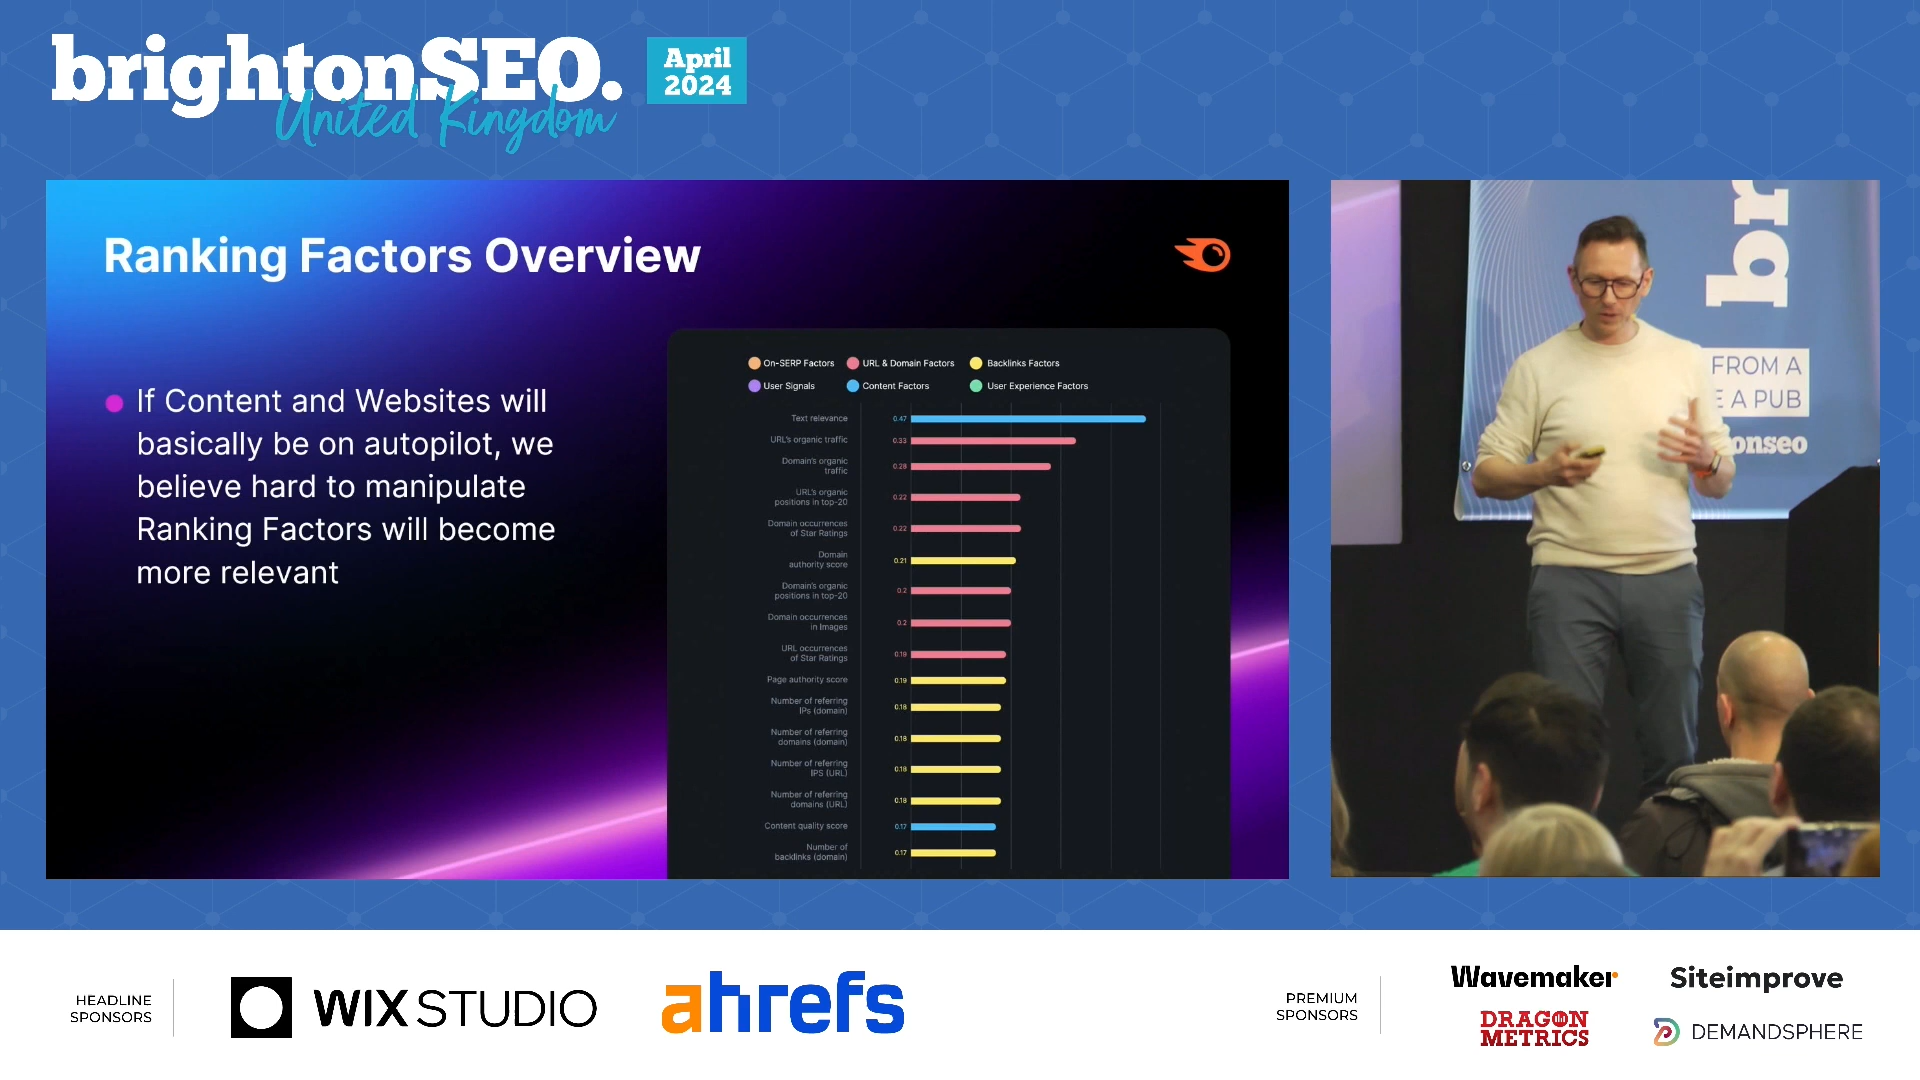 brightonSEO.
United Kingdom
April
2024
Ranking Factors Overview
If Content and Websites will
basically be on autopilot, we
believe hard to manipulate
Ranking Factors will become
more relevant
On-SERP Factors
URL & Domain Factors
Backlinks Factors
User Signals
Content Factors
User Experience Factors
Text relevance 0.47
URL's organic traffic 0.33
Domain's organic
traffic 0.28
URL's organic
positions in top-20 0.22
Domain occurrences
of Star Ratings 0.22
Domain
authority score 0.21
Domain's organic
positions in top-20 0.2
Domain occurrences
in Images 0.2
URL occurrences
of Star Ratings 0.19
Page authority score 0.19
Number of referring
IPs (domain) 0.18
Number of referring
domains (domain) 0.18
Number of referring
IPS (URL) 0.18
Number of referring
domains (URL) 0.18
Content quality score 0.17
Number of
backlinks (domain) 0.17
br
FROM A
E A PUB
onseo
HEADLINE
SPONSORS
WIX STUDIO
ahrefs
PREMIUM
SPONSORS
Wavemaker
Siteimprove
DRAGON
METRICS
DEMANDSPHERE